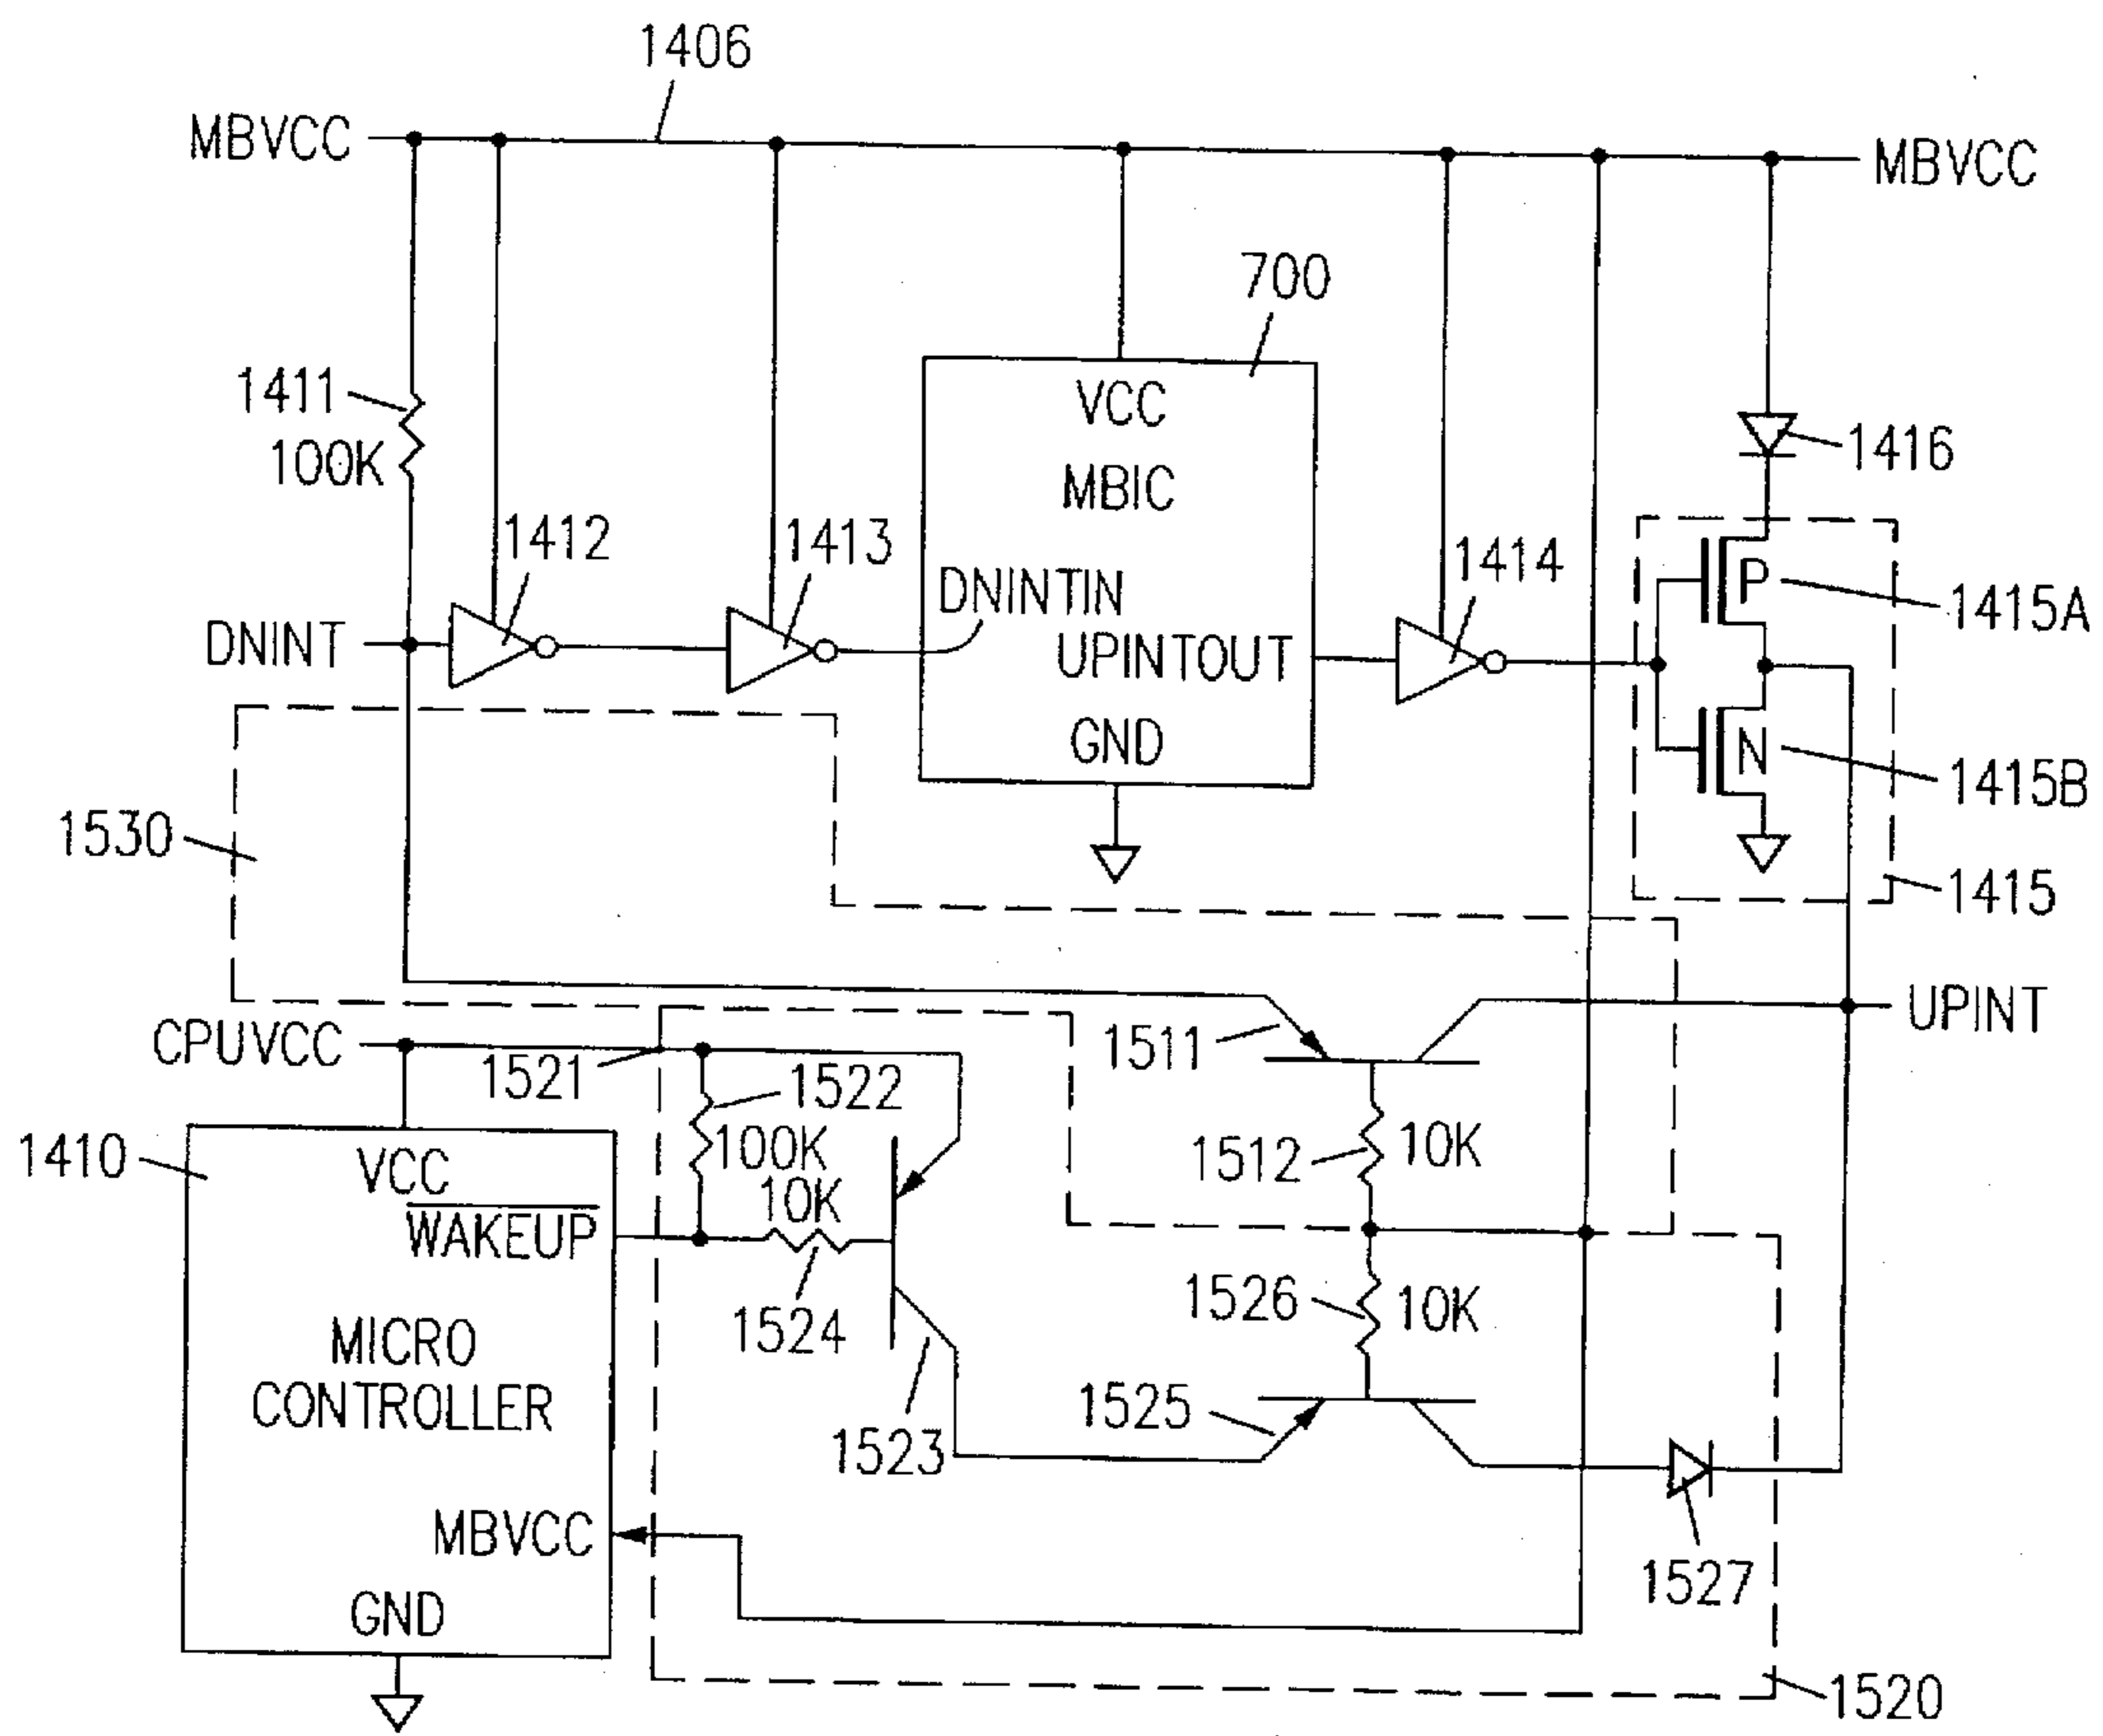 1406
MBVCC
MBVCC
700
1411
100K
VCC
1416
MBIC
1412
1413
1414
DNINTIN
P
1415A
DNINT
UPINTOUT
GND
N
1415B
1530
1415
UPINT
CPUVCC
1521
1511
1522
1410
VCC
100K
1512
10K
WAKEUP
10K
1524
1526
10K
MICRO
CONTROLLER
1525
1523
MBVCC
1527
GND
1520